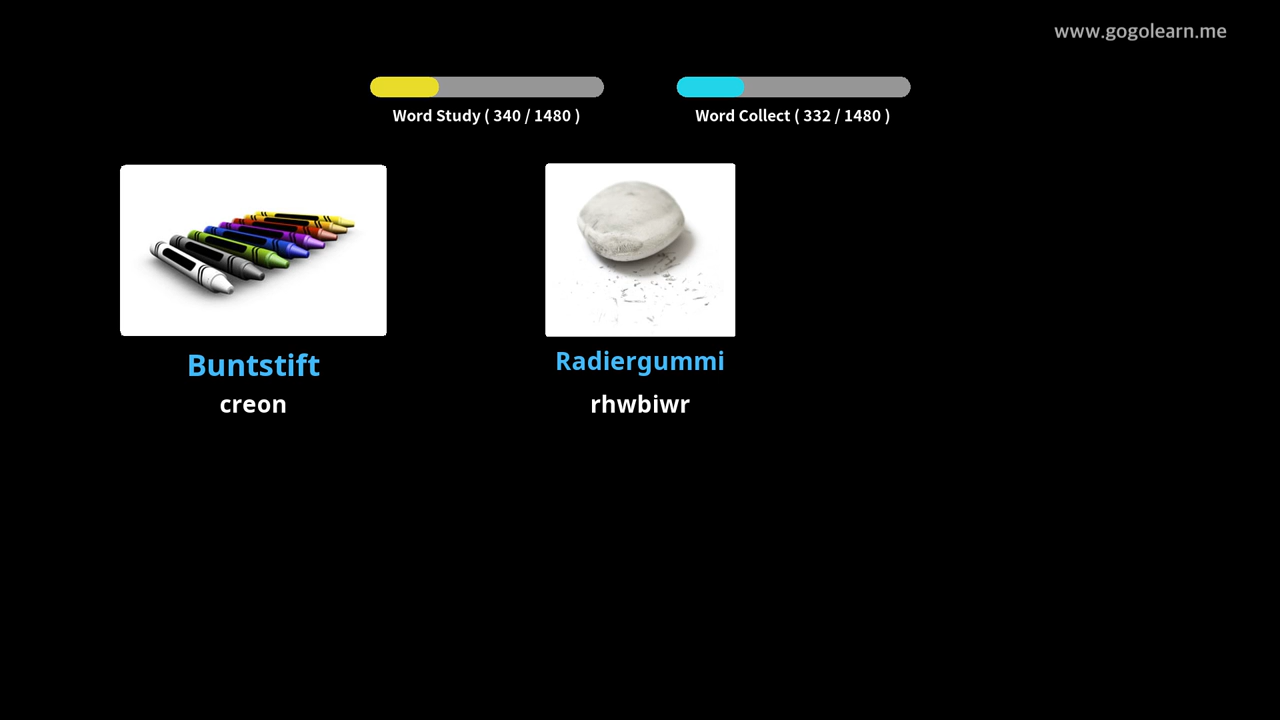 www.gogolearn.me
Word Study ( 340 / 1480 )
Word Collect ( 332 / 1480 )
Buntstift
creon
Radiergummi
rhwbiwr